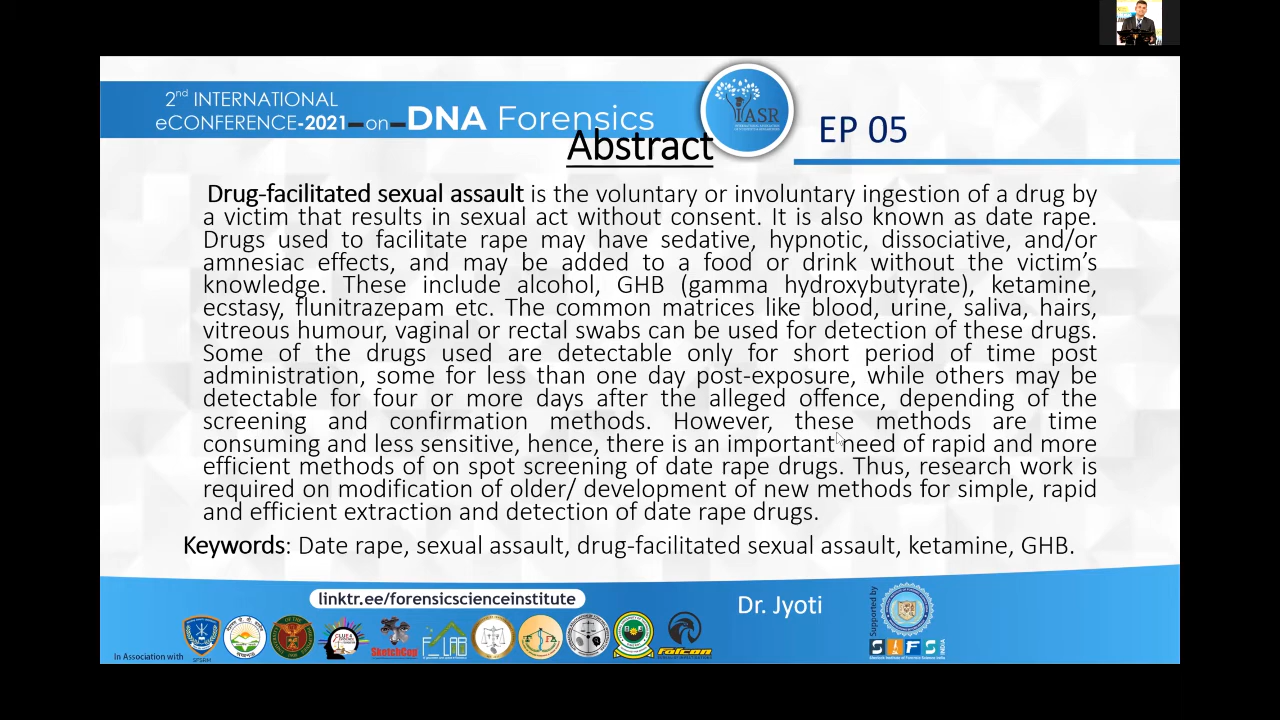 2nd INTERNATIONAL
eCONFERENCE-2021-on-DNA Forensics
IASR
EP 05
Abstract
Drug-facilitated sexual assault is the voluntary or involuntary ingestion of a drug by
a victim that results in sexual act without consent. It is also known as date rape.
Drugs used to facilitate rape may have sedative, hypnotic, dissociative, and/or
amnesiac effects, and may be added to a food or drink without the victim's
knowledge. These include alcohol, GHB (gamma hydroxybutyrate), ketamine,
ecstasy, flunitrazepam etc. The common matrices like blood, urine, saliva, hairs,
vitreous humour, vaginal or rectal swabs can be used for detection of these drugs.
Some of the drugs used are detectable only for short period of time post
administration, some for less than one day post-exposure, while others may be
detectable for four or more days after the alleged offence, depending of the
screening and confirmation methods. However, these methods are time
consuming and less sensitive, hence, there is an important need of rapid and more
efficient methods of on spot screening of date rape drugs. Thus, research work is
required on modification of older/ development of new methods for simple, rapid
and efficient extraction and detection of date rape drugs.
Keywords: Date rape, sexual assault, drug-facilitated sexual assault, ketamine, GHB.
linktr.ee/forensicscienceinstitute
Dr. Jyoti
Supported by
In Association with
SFSRM
CLUE4
SketchCop
F LAB
falcon
SIFS
INDIA